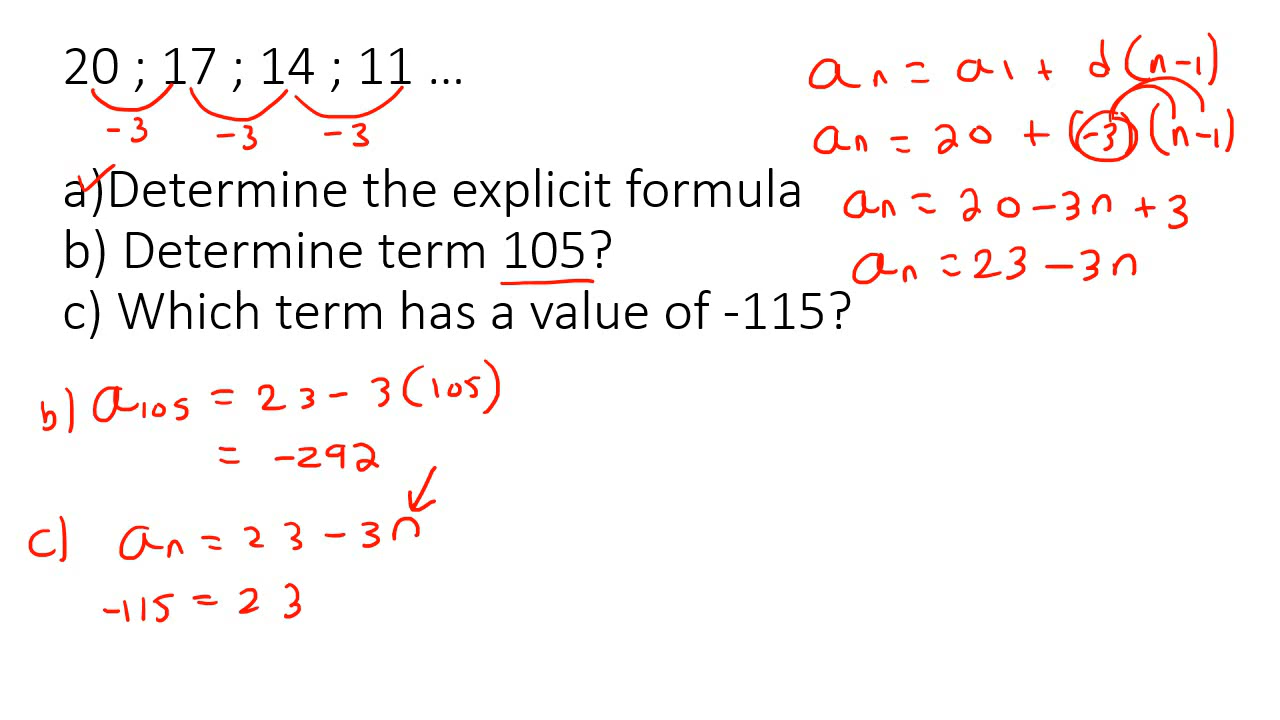 20 ; 17 ; 14 ; 11 ...
-3 -3 -3
a)Determine the explicit formula
b) Determine term 105?
c) Which term has a value of -115?
an = a1 + d(n-1)
an = 20 + (-3)(n-1)
an = 20-3n +3
an = 23-3n
b) a105 = 23-3(105)
= -292
c) an = 23-3n
-115 = 23